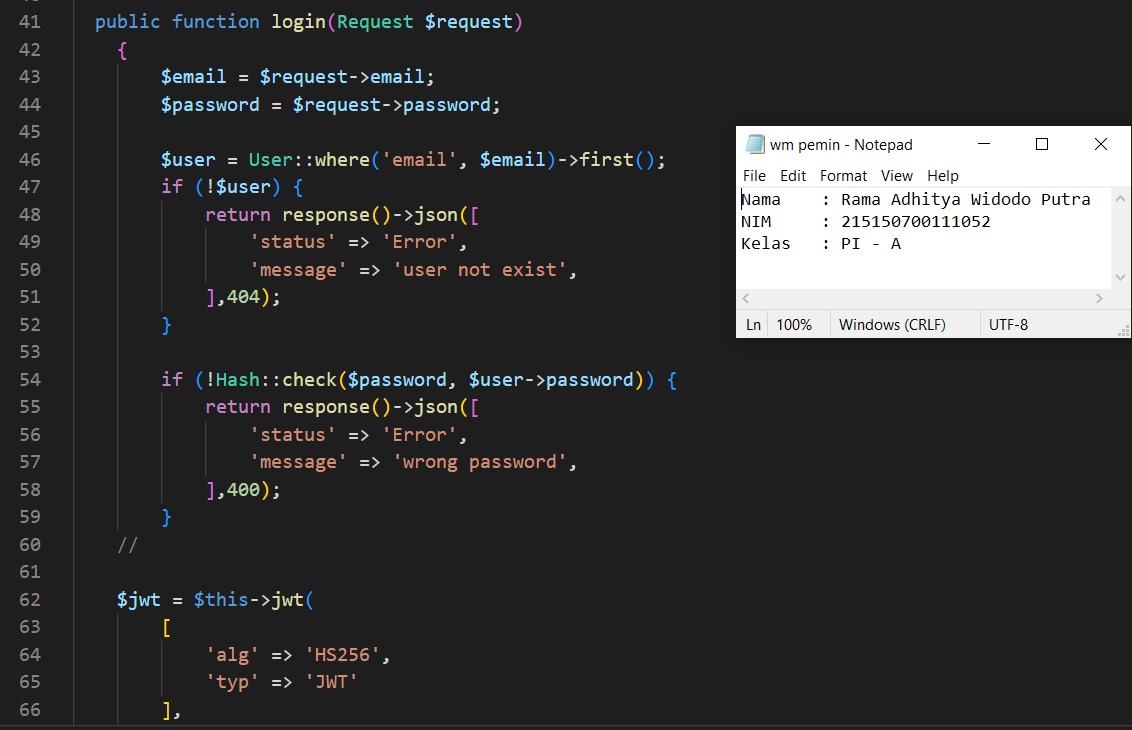 41 public function login(Request $request)
42 {
43 $email = $request->email;
44 $password = $request->password;
45
46 $user = User::where('email', $email)->first();
47 if (!$user) {
48 return response()->json([
49 'status' => 'Error',
50 'message' => 'user not exist',
51 ],404);
52 }
53
54 if (!Hash::check($password, $user->password)) {
55 return response()->json([
56 'status' => 'Error',
57 'message' => 'wrong password',
58 ],400);
59 }
60 //
61
62 $jwt = $this->jwt(
63 [
64 'alg' => 'HS256',
65 'typ' => 'JWT'
66 ],
wm pemin - Notepad
File Edit Format View Help
Nama : Rama Adhitya Widodo Putra
NIM : 215150700111052
Kelas : PI - A
Ln 100% Windows (CRLF) UTF-8